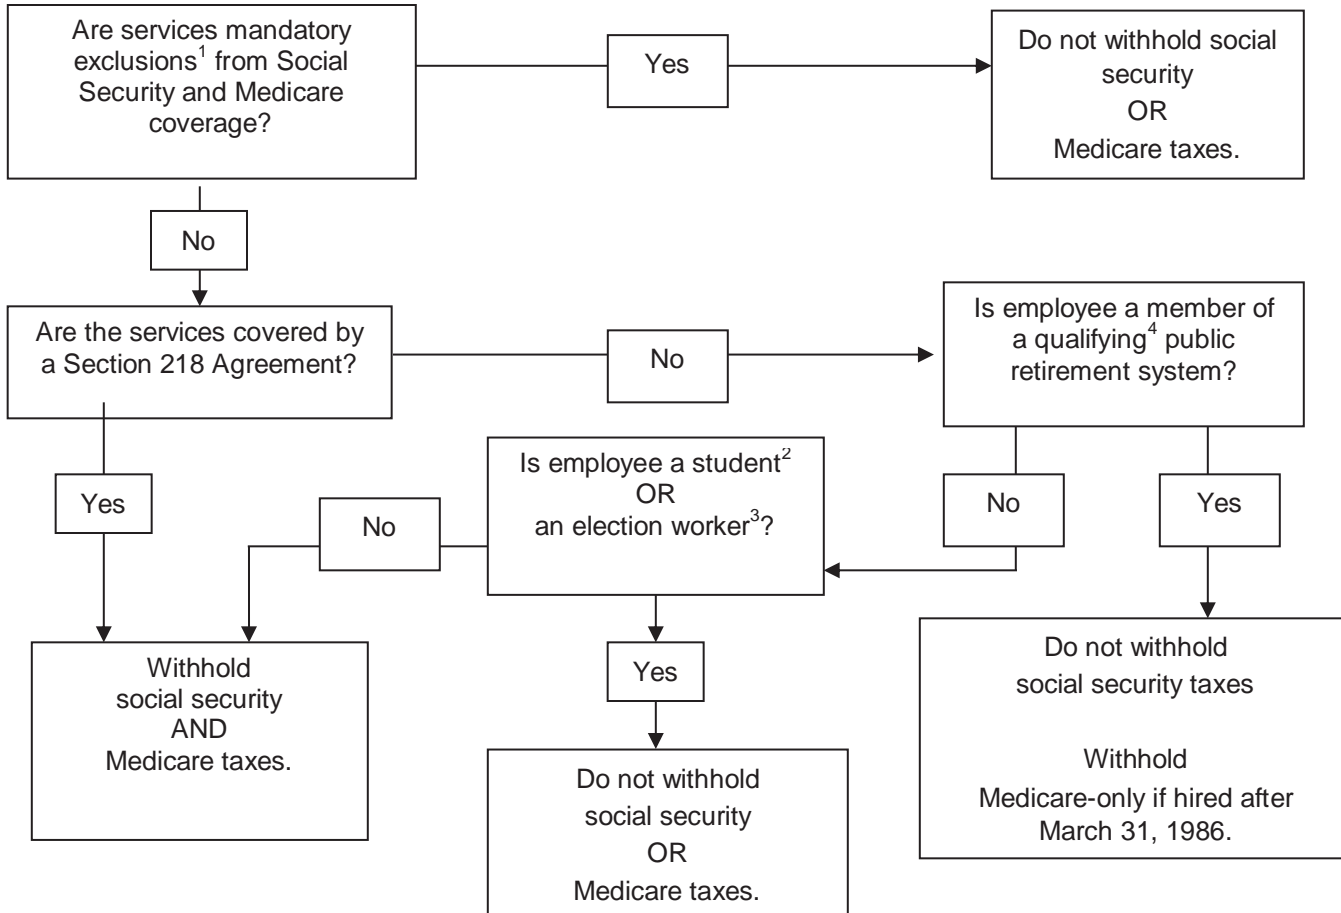 Are services mandatory
exclusions¹ from Social
Security and Medicare
coverage?
Yes
Do not withhold social
security
OR
Medicare taxes.
No
Are the services covered by
a Section 218 Agreement?
No
Is employee a member of
a qualifying⁴ public
retirement system?
Yes
No
Is employee a student²
OR
an election worker³?
No
Yes
Withhold
social security
AND
Medicare taxes.
Yes
Do not withhold
social security
OR
Medicare taxes.
Do not withhold
social security taxes
Withhold
Medicare-only if hired after
March 31, 1986.